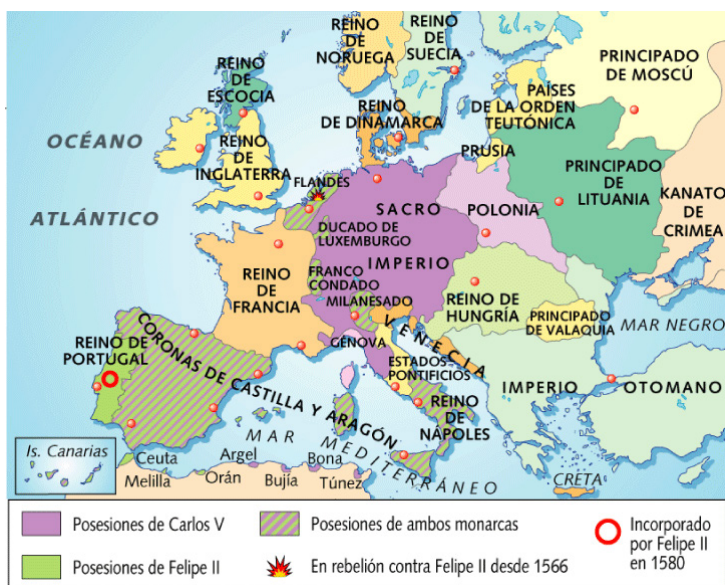 REINO
DE
NORUEGA
REINO
DE
SUECIA
PRINCIPADO
DE MOSCÚ
REINO
DE
ESCOCIA
PAÍSES
DE LA ORDEN
TEUTÓNICA
REINO
DE DINAMARCA
OCÉANO
ATLÁNTICO
REINO
DE
INGLATERRA
PRUSIA
PRINCIPADO
DE
LITUANIA
KANATO
DE
CRIMEA
FLANDES
SACRO
IMPERIO
POLONIA
DUCADO DE
LUXEMBURGO
REINO
DE
FRANCIA
FRANCO
CONDADO
MILANESADO
REINO DE
HUNGRÍA
PRINCIPADO
DE VALAQUIA
MAR NEGRO
GÉNOVA
VENECIA
REINO DE
PORTUGAL
CORONAS DE CASTILLA Y ARAGÓN
ESTADOS
PONTIFICIOS
REINO
DE
NÁPOLES
IMPERIO
OTOMANO
MAR
MEDITERRÁNEO
CRETA
Is. Canarias
Ceuta
Melilla
Argel
Orán
Bona
Bujía
Túnez
Posesiones de Carlos V
Posesiones de ambos monarcas
Incorporado
por Felipe II
en 1580
Posesiones de Felipe II
En rebelión contra Felipe II desde 1566